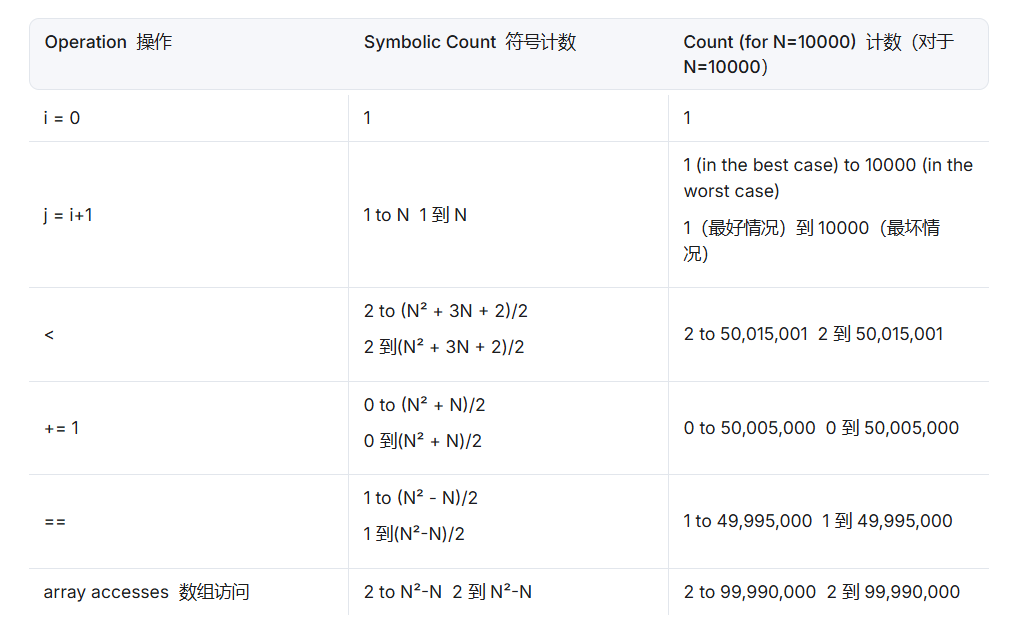 Operation 操作
Symbolic Count 符号计数
Count (for N=10000) 计数（对于
N=10000）
i = 0
1
1
j = i+1
1 to N 1 到 N
1 (in the best case) to 10000 (in the
worst case)
1（最好情况）到 10000（最坏情
况）
<
2 to (N² + 3N + 2)/2
2 到(N² + 3N + 2)/2
2 to 50,015,001 2 到 50,015,001
+= 1
0 to (N² + N)/2
0 到(N² + N)/2
0 to 50,005,000 0 到 50,005,000
==
1 to (N² - N)/2
1 到(N²-N)/2
1 to 49,995,000 1 到 49,995,000
array accesses 数组访问
2 to N²-N 2 到 N²-N
2 to 99,990,000 2 到 99,990,000